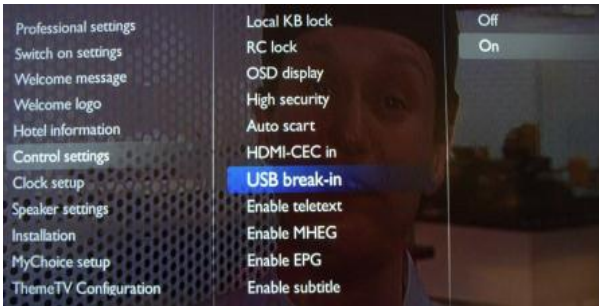 Professional settings
Switch on settings
Welcome message
Welcome logo
Hotel information
Control settings
Clock setup
Speaker settings
Installation
MyChoice setup
ThemeTV Configuration
Local KB lock
RC lock
OSD display
High security
Auto scart
HDMI-CEC in
USB break-in
Enable teletext
Enable MHEG
Enable EPG
Enable subtitle
Off
On